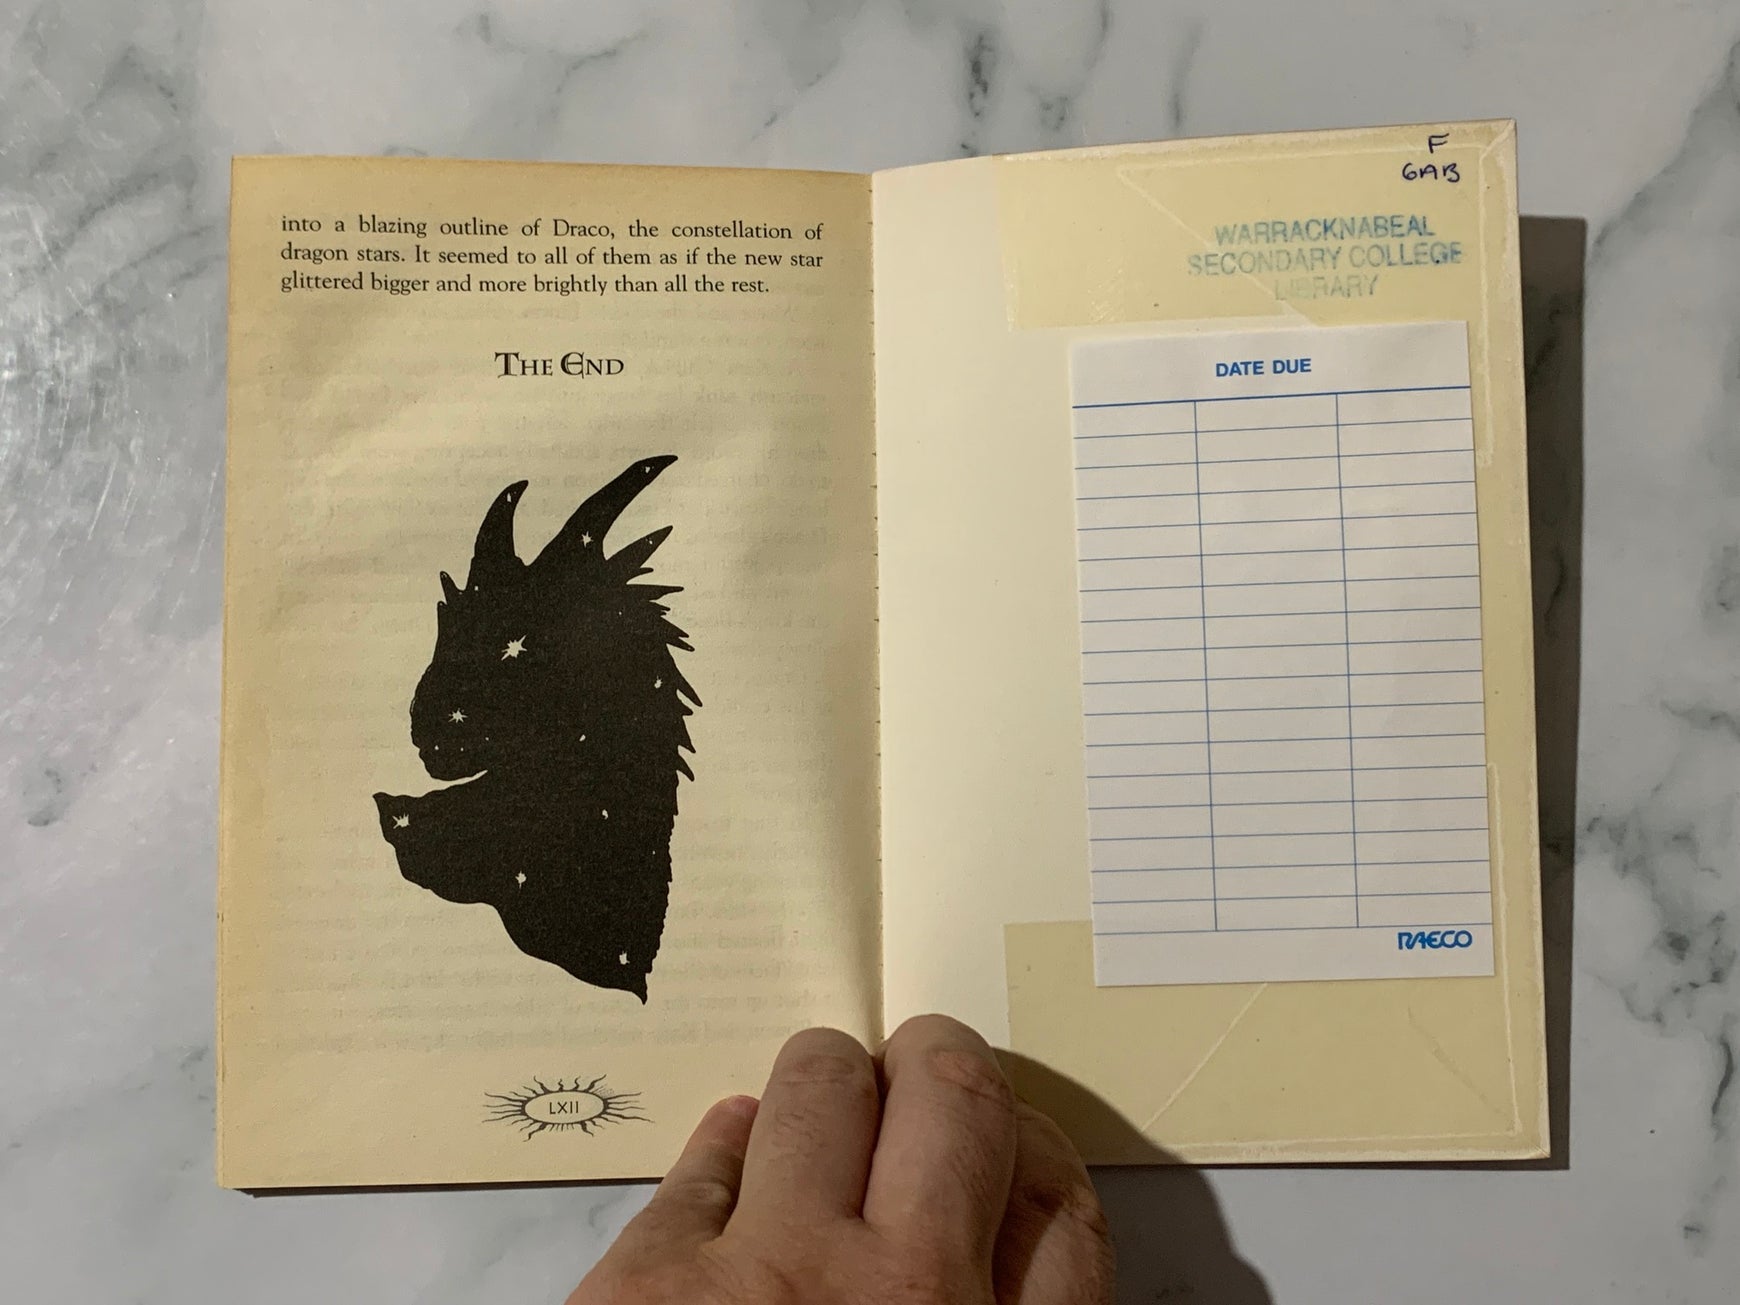 into a blazing outline of Draco, the constellation of
dragon stars. It seemed to all of them as if the new star
glittered bigger and more brightly than all the rest.
THE END
LXII
F
GAB
WARRACKNABEAL
SECONDARY COLLEGE
LIBRARY
DATE DUE
RAECO